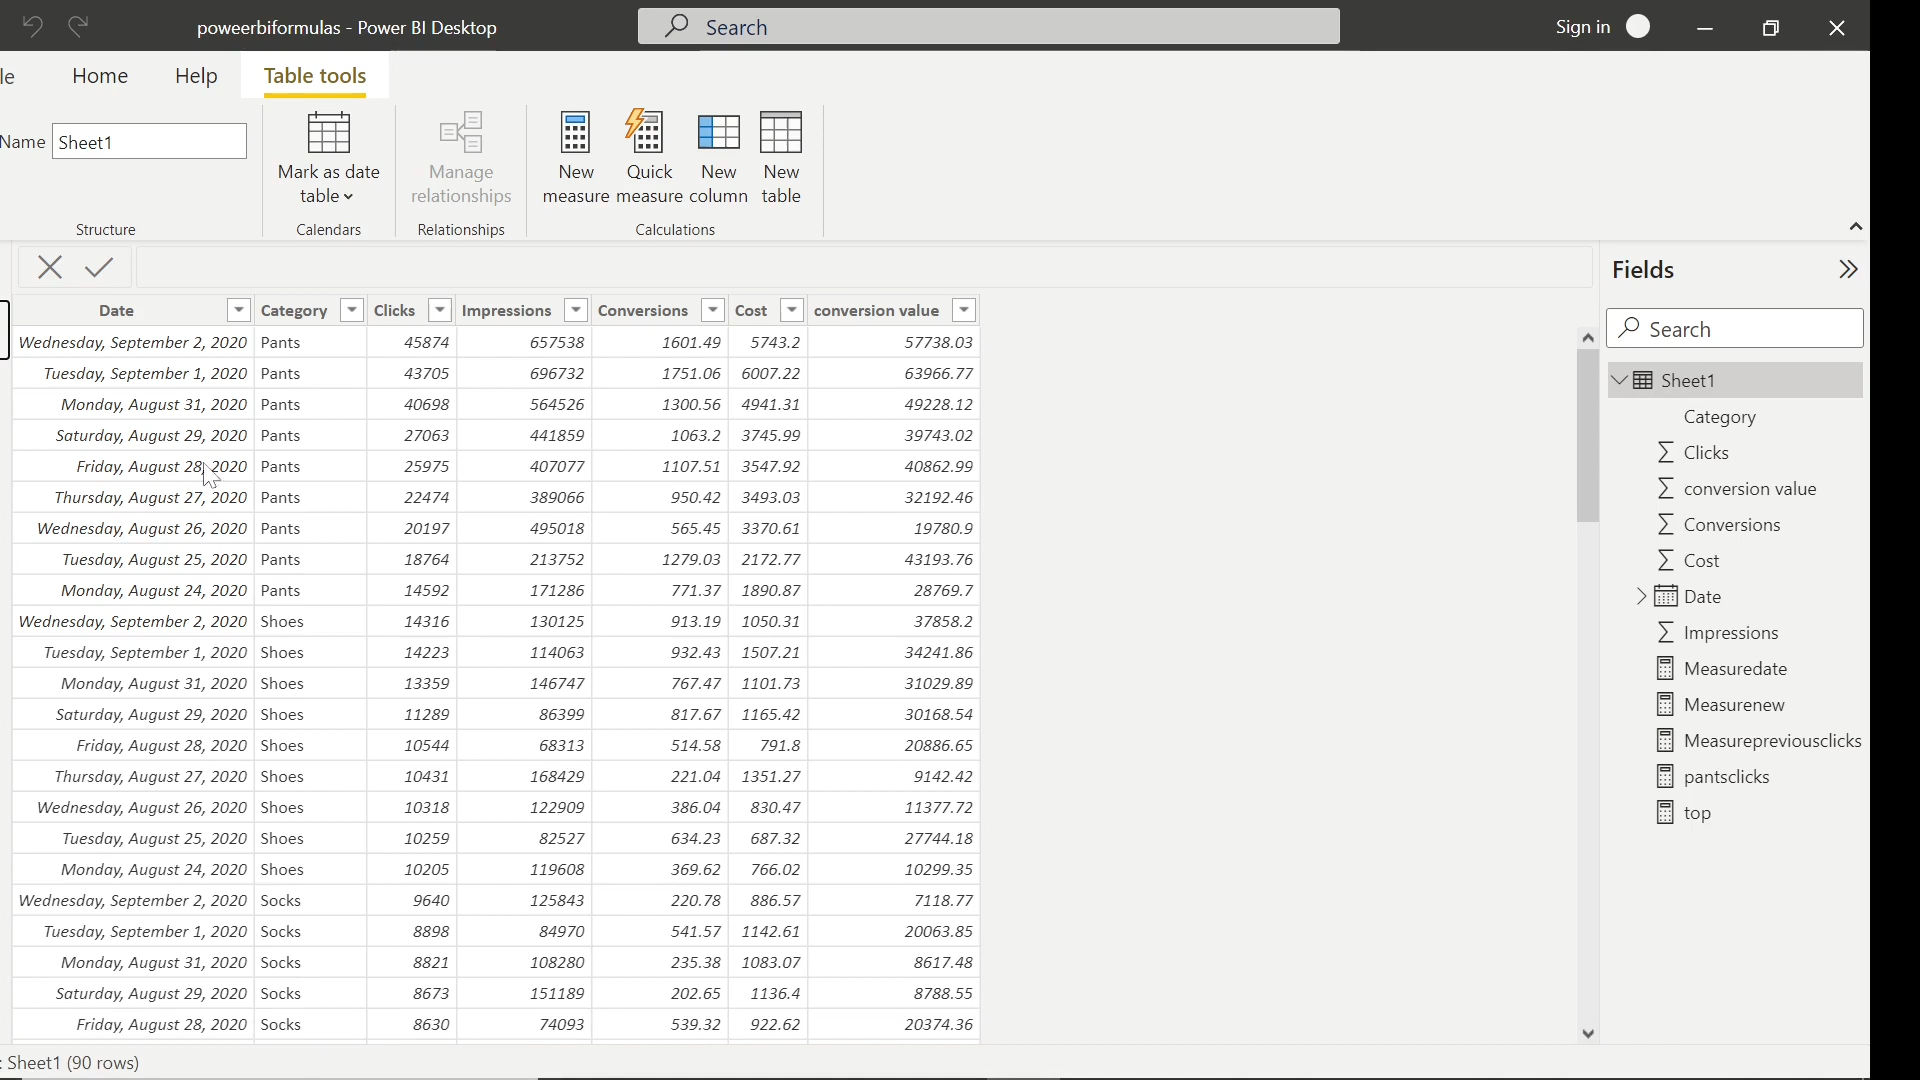 poweerbiformulas - Power BI Desktop
Search
Sign in
le
Home
Help
Table tools
Name
Sheet1
Mark as date
table
Manage
relationships
New
measure
Quick
measure
New
column
New
table
Structure
Calendars
Relationships
Calculations
Date Category Clicks Impressions Conversions Cost conversion value
Wednesday, September 2, 2020 Pants 45874 657538 1601.49 5743.2 57738.03
Tuesday, September 1, 2020 Pants 43705 696732 1751.06 6007.22 63966.77
Monday, August 31, 2020 Pants 40698 564526 1300.56 4941.31 49228.12
Saturday, August 29, 2020 Pants 27063 441859 1063.2 3745.99 39743.02
Friday, August 28, 2020 Pants 25975 407077 1107.51 3547.92 40862.99
Thursday, August 27, 2020 Pants 22474 389066 950.42 3493.03 32192.46
Wednesday, August 26, 2020 Pants 20197 495018 565.45 3370.61 19780.9
Tuesday, August 25, 2020 Pants 18764 213752 1279.03 2172.77 43193.76
Monday, August 24, 2020 Pants 14592 171286 771.37 1890.87 28769.7
Wednesday, September 2, 2020 Shoes 14316 130125 913.19 1050.31 37858.2
Tuesday, September 1, 2020 Shoes 14223 114063 932.43 1507.21 34241.86
Monday, August 31, 2020 Shoes 13359 146747 767.47 1101.73 31029.89
Saturday, August 29, 2020 Shoes 11289 86399 817.67 1165.42 30168.54
Friday, August 28, 2020 Shoes 10544 68313 514.58 791.8 20886.65
Thursday, August 27, 2020 Shoes 10431 168429 221.04 1351.27 9142.42
Wednesday, August 26, 2020 Shoes 10318 122909 386.04 830.47 11377.72
Tuesday, August 25, 2020 Shoes 10259 82527 634.23 687.32 27744.18
Monday, August 24, 2020 Shoes 10205 119608 369.62 766.02 10299.35
Wednesday, September 2, 2020 Socks 9640 125843 220.78 886.57 7118.77
Tuesday, September 1, 2020 Socks 8898 84970 541.57 1142.61 20063.85
Monday, August 31, 2020 Socks 8821 108280 235.38 1083.07 8617.48
Saturday, August 29, 2020 Socks 8673 151189 202.65 1136.4 8788.55
Friday, August 28, 2020 Socks 8630 74093 539.32 922.62 20374.36
Fields
Search
Sheet1
Category
Clicks
conversion value
Conversions
Cost
Date
Impressions
Measuredate
Measurenew
Measurepreviousclicks
pantsclicks
top
: Sheet1 (90 rows)